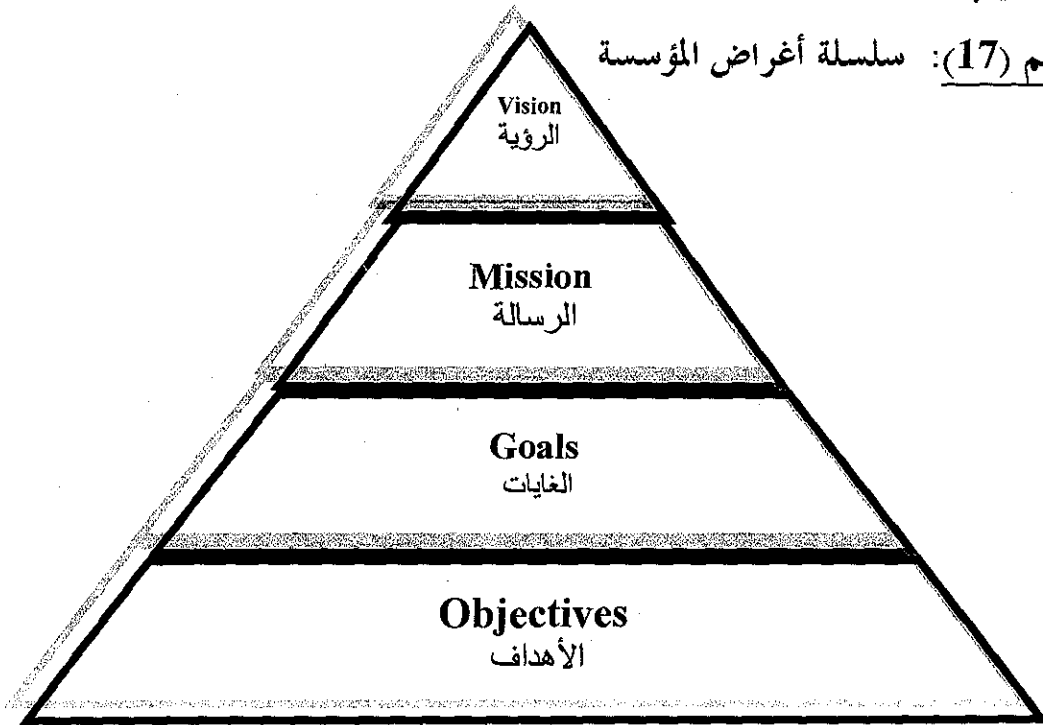 (17): سلسلة أغراض المؤسسة
Vision
الرؤية
Mission
الرسالة
Goals
الغايات
Objectives
الأهداف